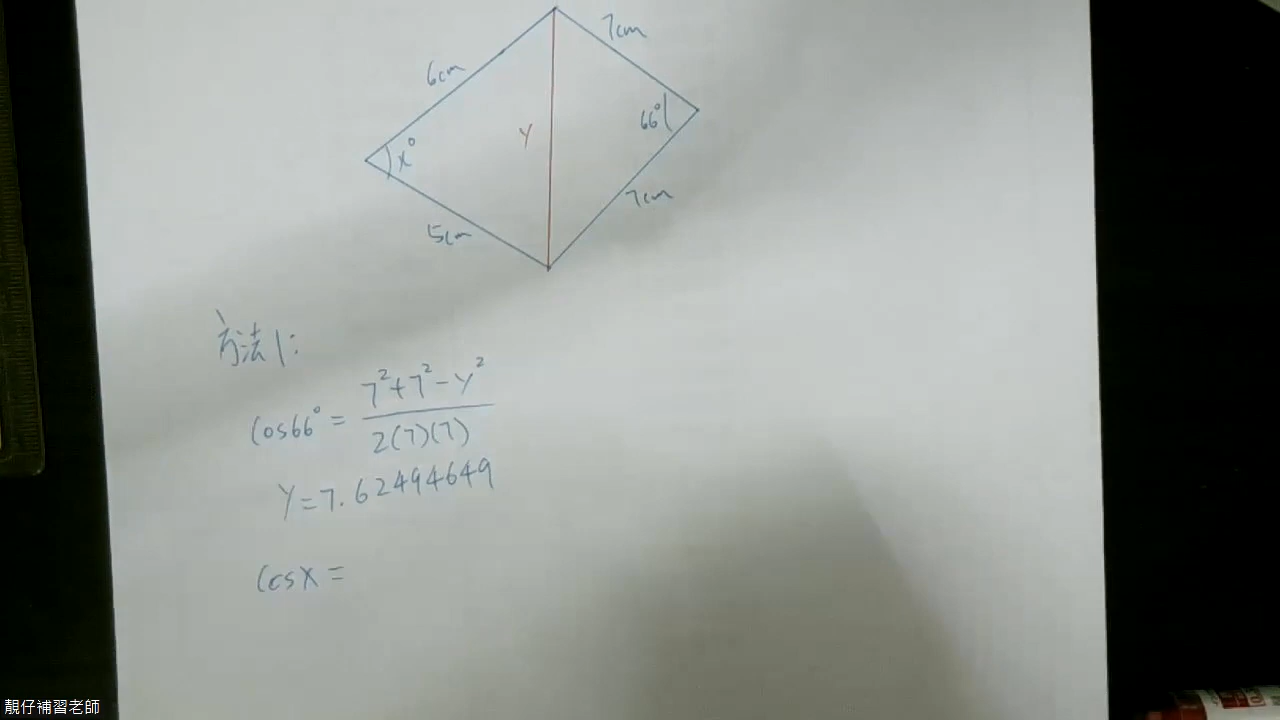 7cm
6cm
66°
x°
y
7cm
5cm
方法1:
cos66° = 7²+7²-y² / 2(7)(7)
y=7.62494649
cosx =
靚仔補習老師